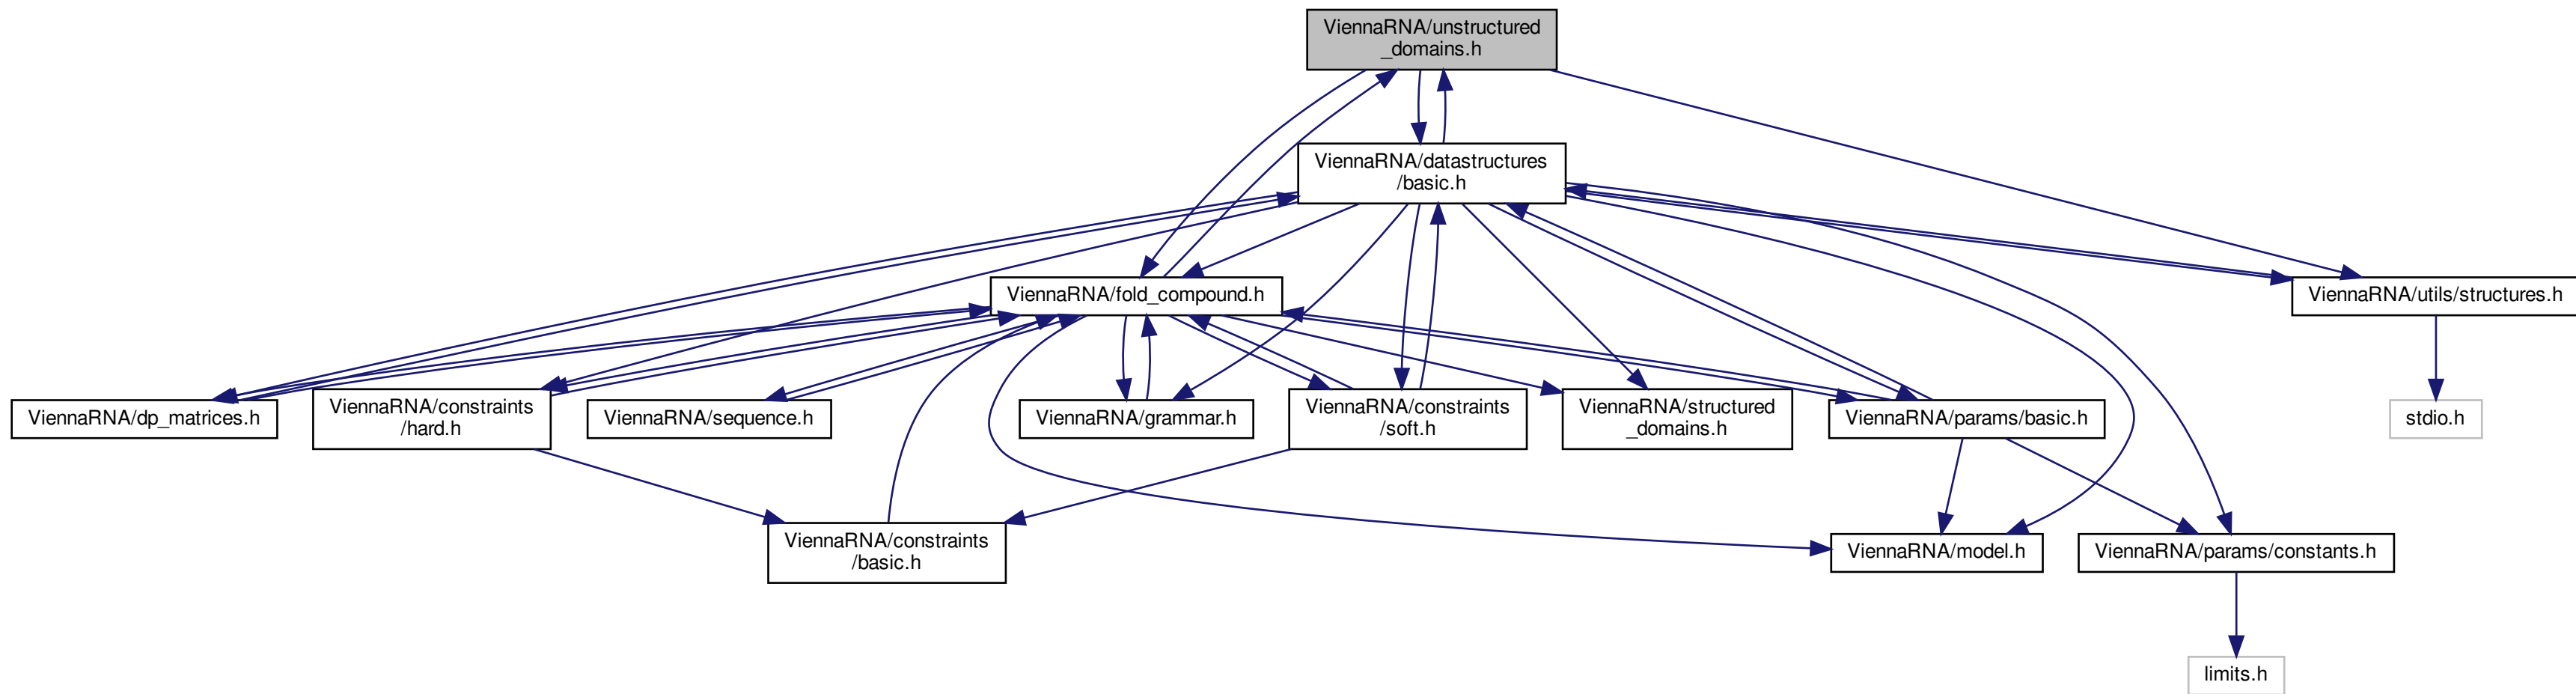 ViennaRNA/unstructured
_domains.h
ViennaRNA/datastructures
/basic.h
ViennaRNA/fold_compound.h
ViennaRNA/utils/structures.h
ViennaRNA/dp_matrices.h
ViennaRNA/constraints
/hard.h
ViennaRNA/sequence.h
ViennaRNA/grammar.h
ViennaRNA/constraints
/soft.h
ViennaRNA/structured
_domains.h
ViennaRNA/params/basic.h
stdio.h
ViennaRNA/constraints
/basic.h
ViennaRNA/model.h
ViennaRNA/params/constants.h
limits.h